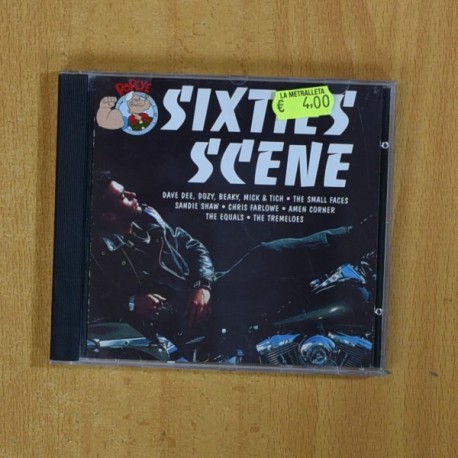 POPEYE
LA METRALLETA
€ 4,00
SIXTIES
SCENE
DAVE DEE, DOZY, BEAKY, MICK & TICH • THE SMALL FACES
SANDIE SHAW • CHRIS FARLOWE • AMEN CORNER
THE EQUALS • THE TREMELOES